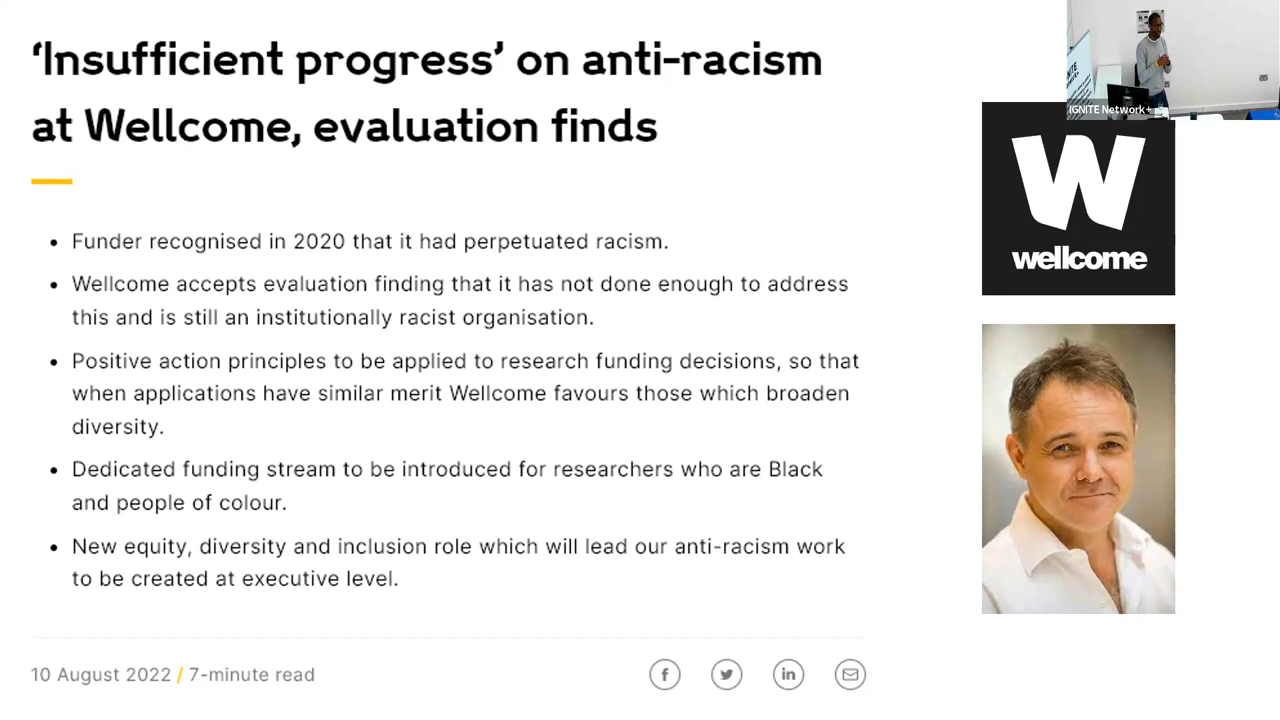 ‘Insufficient progress’ on anti-racism
at Wellcome, evaluation finds
Funder recognised in 2020 that it had perpetuated racism.
Wellcome accepts evaluation finding that it has not done enough to address
this and is still an institutionally racist organisation.
Positive action principles to be applied to research funding decisions, so that
when applications have similar merit Wellcome favours those which broaden
diversity.
Dedicated funding stream to be introduced for researchers who are Black
and people of colour.
New equity, diversity and inclusion role which will lead our anti-racism work
to be created at executive level.
10 August 2022 / 7-minute read
IGNITE Network+
W
wellcome